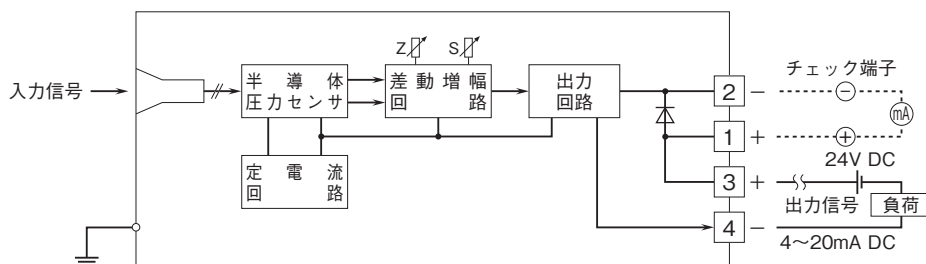 Z
S
入力信号
半導体
圧力センサ
差動増幅
回路
出力
回路
定電流
回路
2 −
チェック端子
−
mA
1 +
+
24V DC
3 +
出力信号
負荷
4 −
4～20mA DC